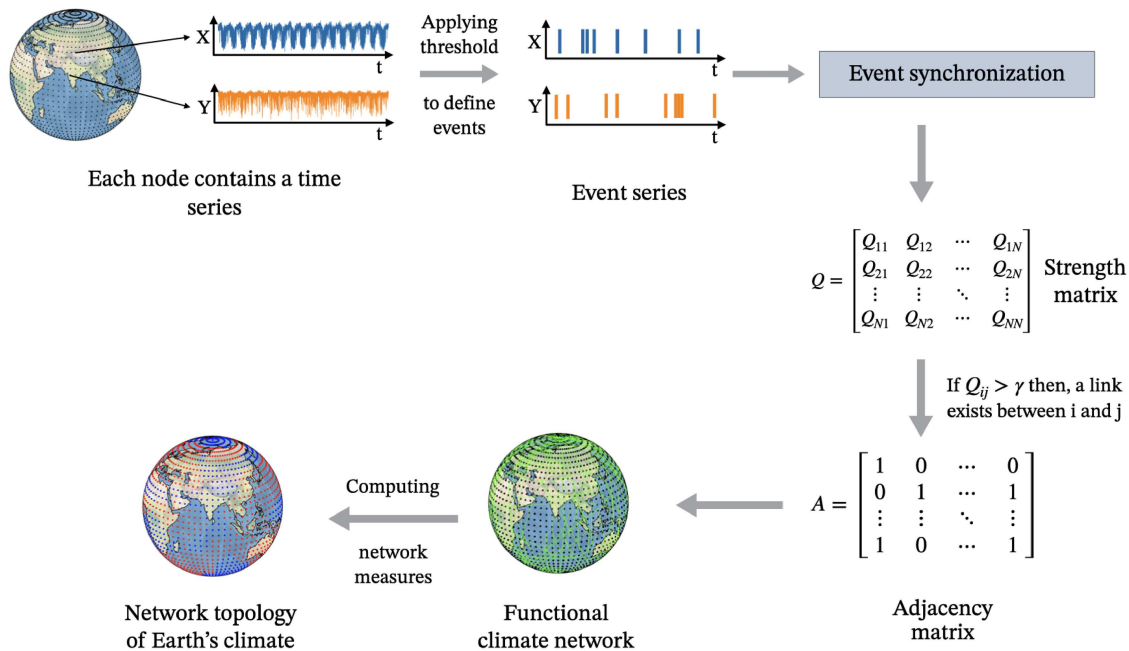 X
t
Y
t
Each node contains a time
series
Applying
threshold
to define
events
X
t
Y
t
Event series
Event synchronization
Q = [Q11 Q12 ⋯ Q1N
Q21 Q22 ⋯ Q2N
⋮ ⋮ ⋱ ⋮
QN1 QN2 ⋯ QNN]
Strength
matrix
If Qij > γ then, a link
exists between i and j
A = [1 0 ⋯ 0
0 1 ⋯ 1
⋮ ⋮ ⋱ ⋮
1 0 ⋯ 1]
Adjacency
matrix
Functional
climate network
Computing
network
measures
Network topology
of Earth's climate